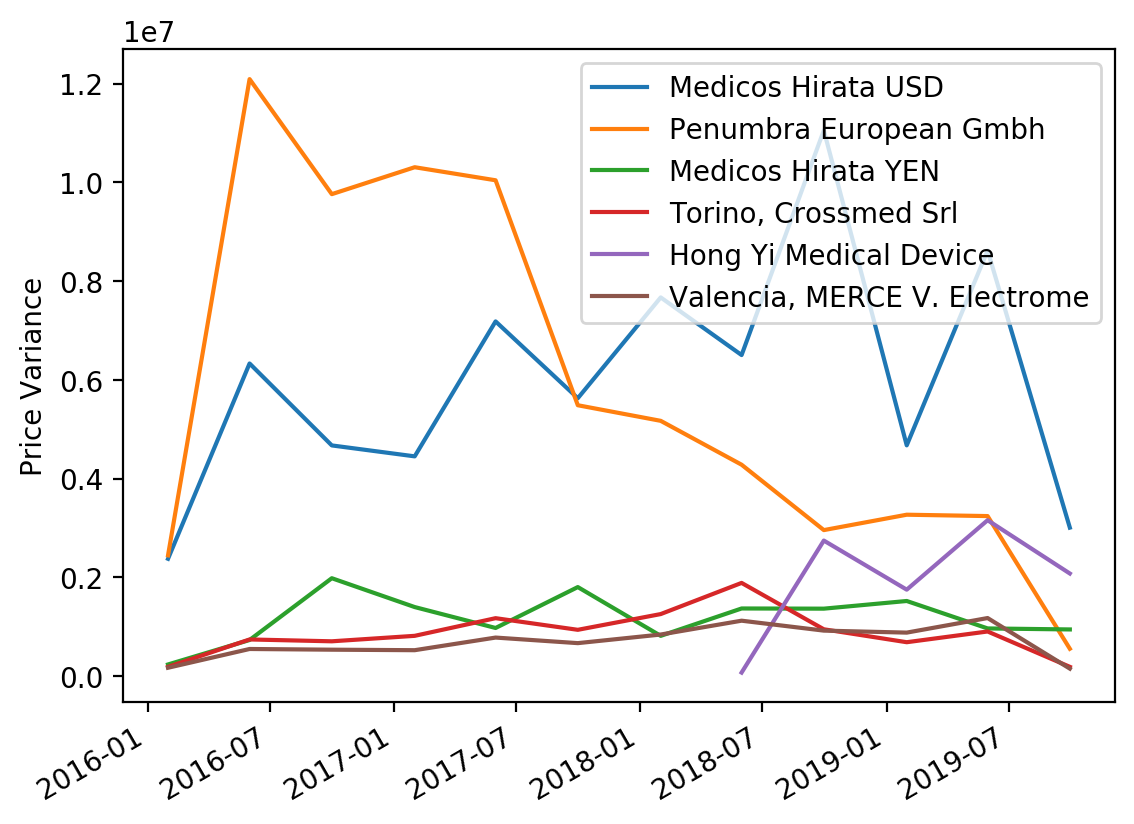 1e7
1.2
1.0
0.8
0.6
0.4
0.2
0.0
Price Variance
Medicos Hirata USD
Penumbra European Gmbh
Medicos Hirata YEN
Torino, Crossmed Srl
Hong Yi Medical Device
Valencia, MERCE V. Electrome
2016-01
2016-07
2017-01
2017-07
2018-01
2018-07
2019-01
2019-07